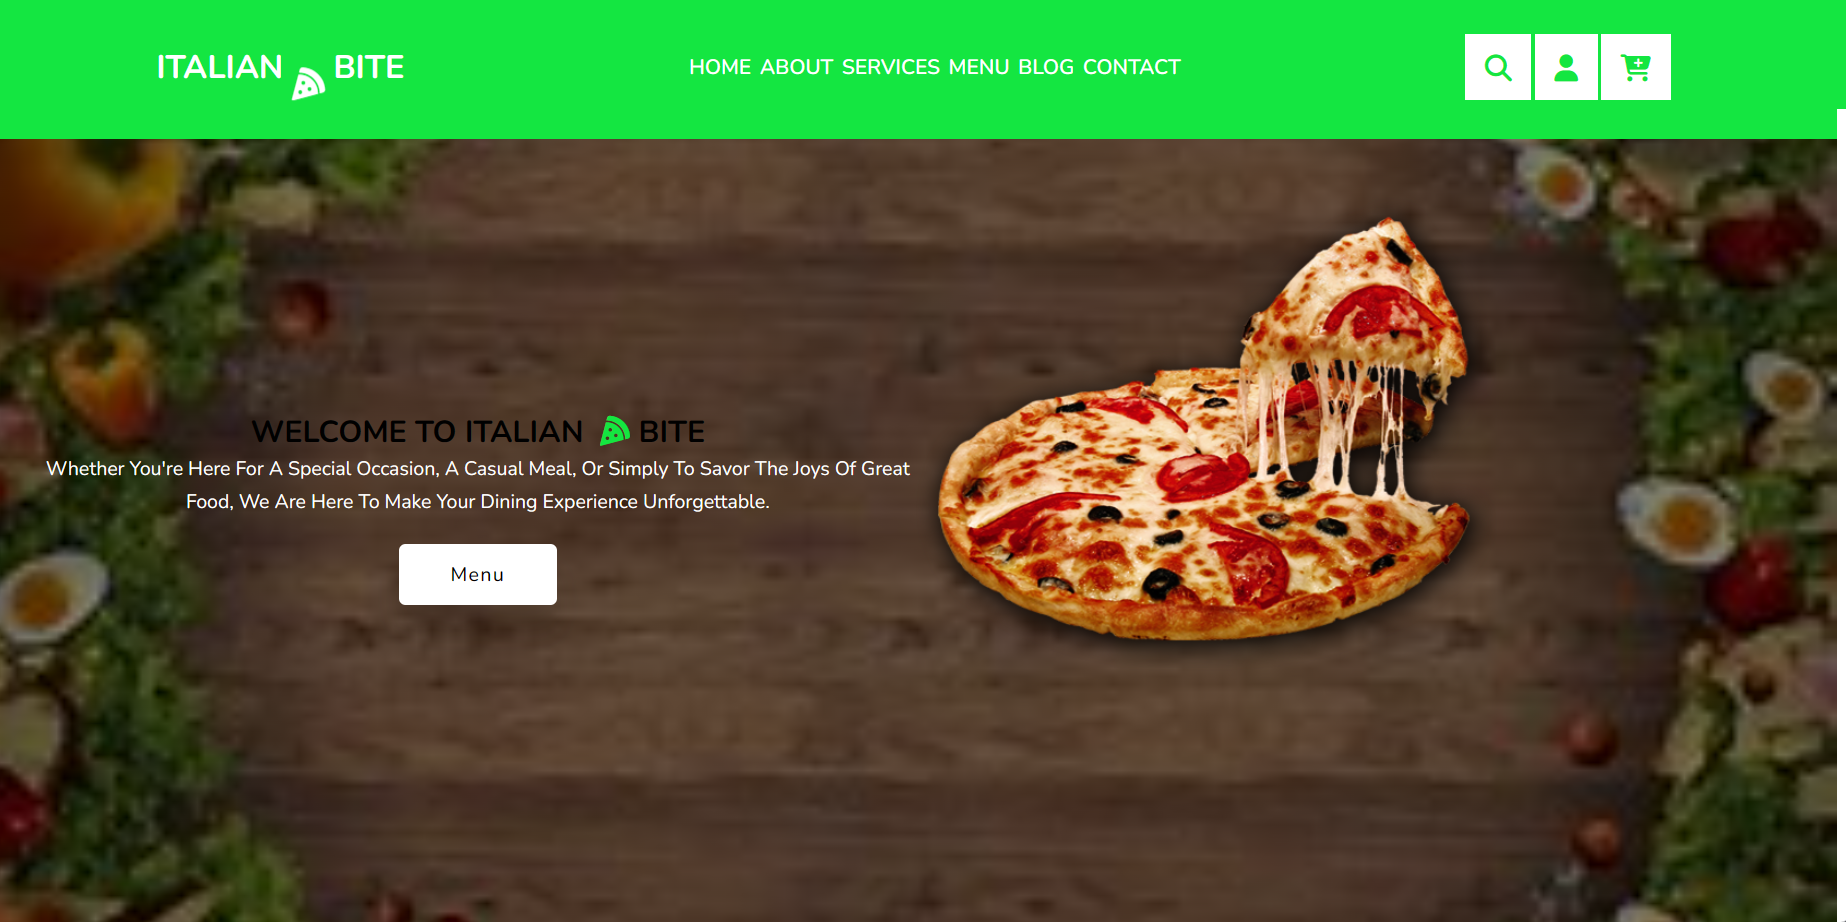 ITALIAN BITE
HOME ABOUT SERVICES MENU BLOG CONTACT
WELCOME TO ITALIAN BITE
Whether You're Here For A Special Occasion, A Casual Meal, Or Simply To Savor The Joys Of Great
Food, We Are Here To Make Your Dining Experience Unforgettable.
Menu